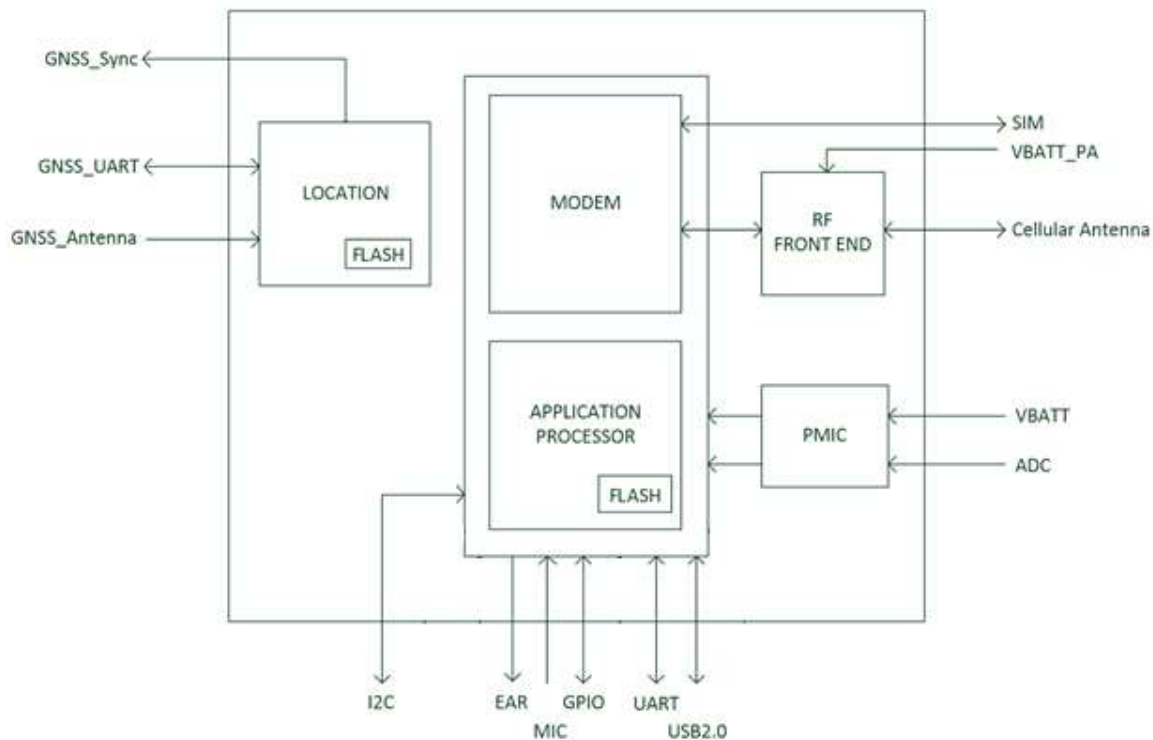 GNSS_Sync
GNSS_UART
GNSS_Antenna
LOCATION
FLASH
MODEM
SIM
VBATT_PA
RF
FRONT END
Cellular Antenna
APPLICATION
PROCESSOR
FLASH
PMIC
VBATT
ADC
I2C
EAR
MIC
GPIO
UART
USB2.0